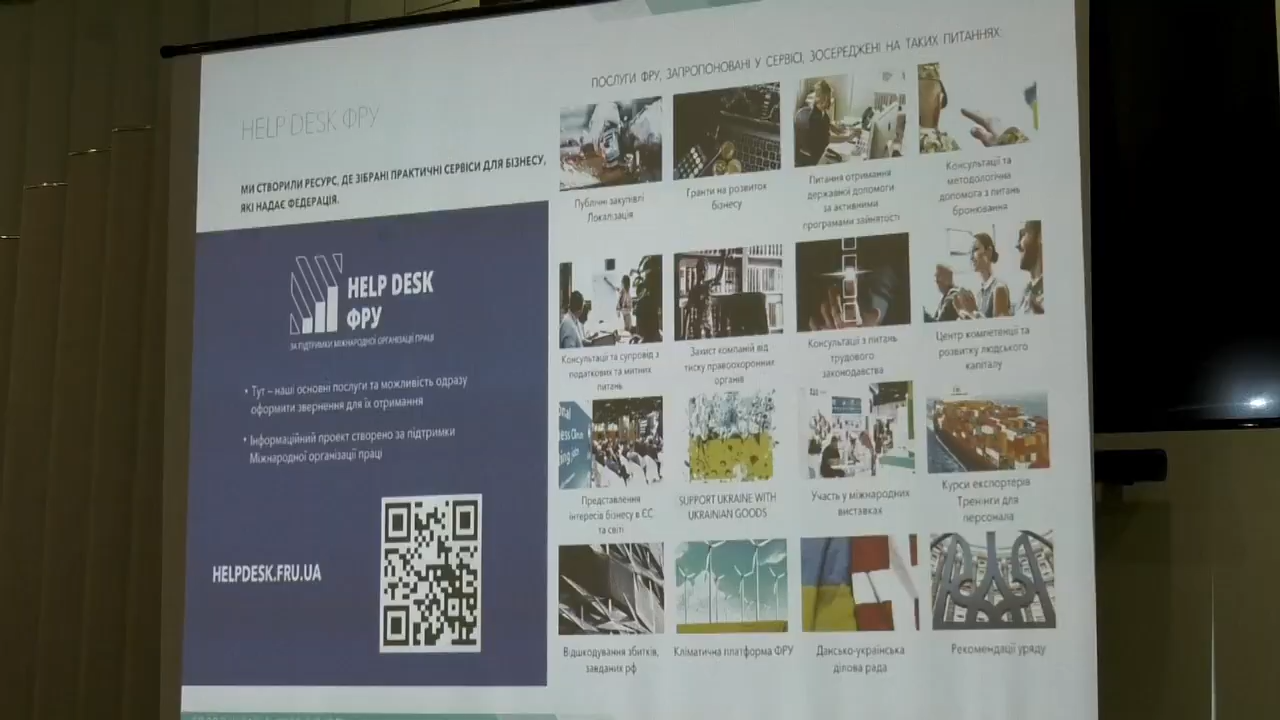 HELP DESK ФРУ
МИ СТВОРИЛИ РЕСУРС, ДЕ ЗІБРАНІ ПРАКТИЧНІ СЕРВІСИ ДЛЯ БІЗНЕСУ,
ЯКІ НАДАЄ ФЕДЕРАЦІЯ.
HELP DESK
ФРУ
ЗА ПІДТРИМКИ МІЖНАРОДНОЇ ОРГАНІЗАЦІЇ ПРАЦІ
• Тут – наші основні послуги та можливість одразу
оформити звернення для їх отримання
• Інформаційний проект створено за підтримки
Міжнародної організації праці
HELPDESK.FRU.UA
ПОСЛУГИ ФРУ, ЗАПРОПОНОВАНІ У СЕРВІСІ, ЗОСЕРЕДЖЕНІ НА ТАКИХ ПИТАННЯХ:
Публічні закупівлі
Локалізація
Гранти на розвиток
бізнесу
Питання отримання
державної допомоги
за активними
програмами зайнятості
Консультації та
методологічна
допомога з питань
бронювання
Консультації та супровід з
податкових та митних
питань
Захист компаній від
тиску правоохоронних
органів
Консультації з питань
трудового
законодавства
Центр компетенції та
розвитку людського
капіталу
Представлення
інтересів бізнесу в ЄС
та світі
SUPPORT UKRAINE WITH
UKRAINIAN GOODS
Участь у міжнародних
виставках
Курси експортерів
Тренінги для
персонала
Відшкодування збитків,
завданих рф
Кліматична платформа ФРУ
Дансько-українська
ділова рада
Рекомендації уряду